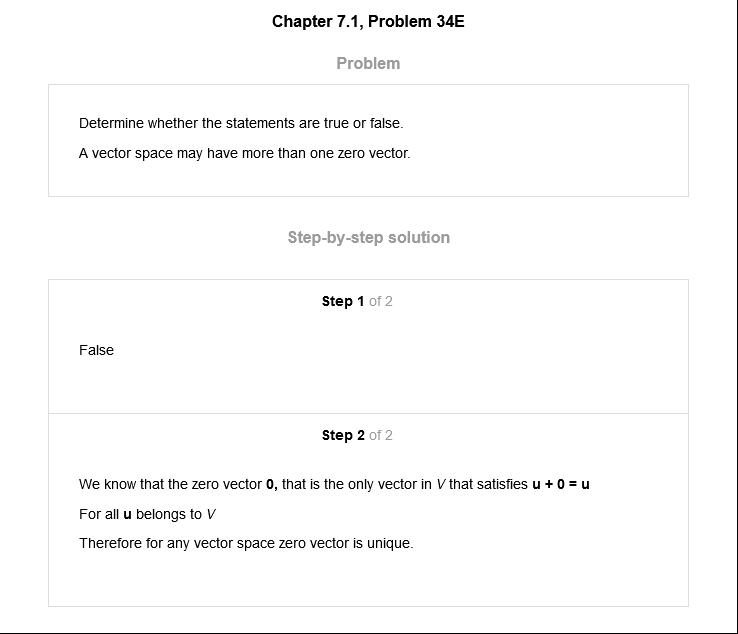 Chapter 7.1, Problem 34E
Problem
Determine whether the statements are true or false.
A vector space may have more than one zero vector.
Step-by-step solution
Step 1 of 2
False
Step 2 of 2
We know that the zero vector 0, that is the only vector in V that satisfies u + 0 = u
For all u belongs to V
Therefore for any vector space zero vector is unique.